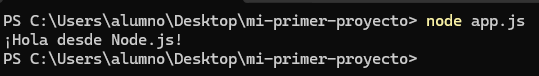 PS C:\Users\alumno\Desktop\mi-primer-proyecto> node app.js
¡Hola desde Node.js!
PS C:\Users\alumno\Desktop\mi-primer-proyecto>